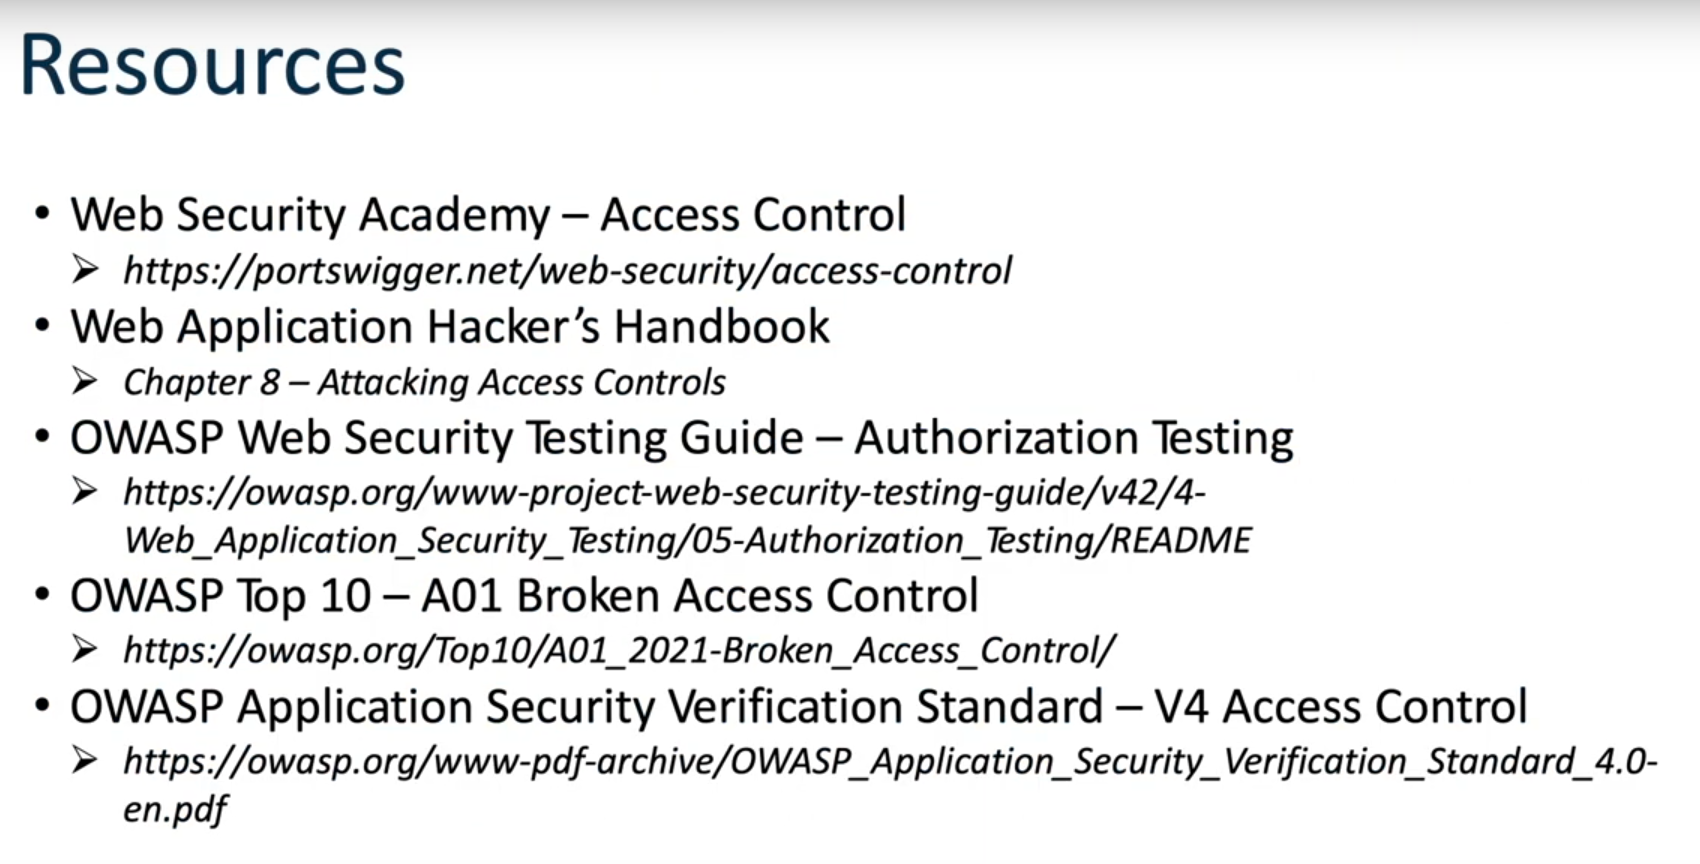 Resources
• Web Security Academy – Access Control
➢ https://portswigger.net/web-security/access-control
• Web Application Hacker’s Handbook
➢ Chapter 8 – Attacking Access Controls
• OWASP Web Security Testing Guide – Authorization Testing
➢ https://owasp.org/www-project-web-security-testing-guide/v42/4-
Web_Application_Security_Testing/05-Authorization_Testing/README
• OWASP Top 10 – A01 Broken Access Control
➢ https://owasp.org/Top10/A01_2021-Broken_Access_Control/
• OWASP Application Security Verification Standard – V4 Access Control
➢ https://owasp.org/www-pdf-archive/OWASP_Application_Security_Verification_Standard_4.0-
en.pdf